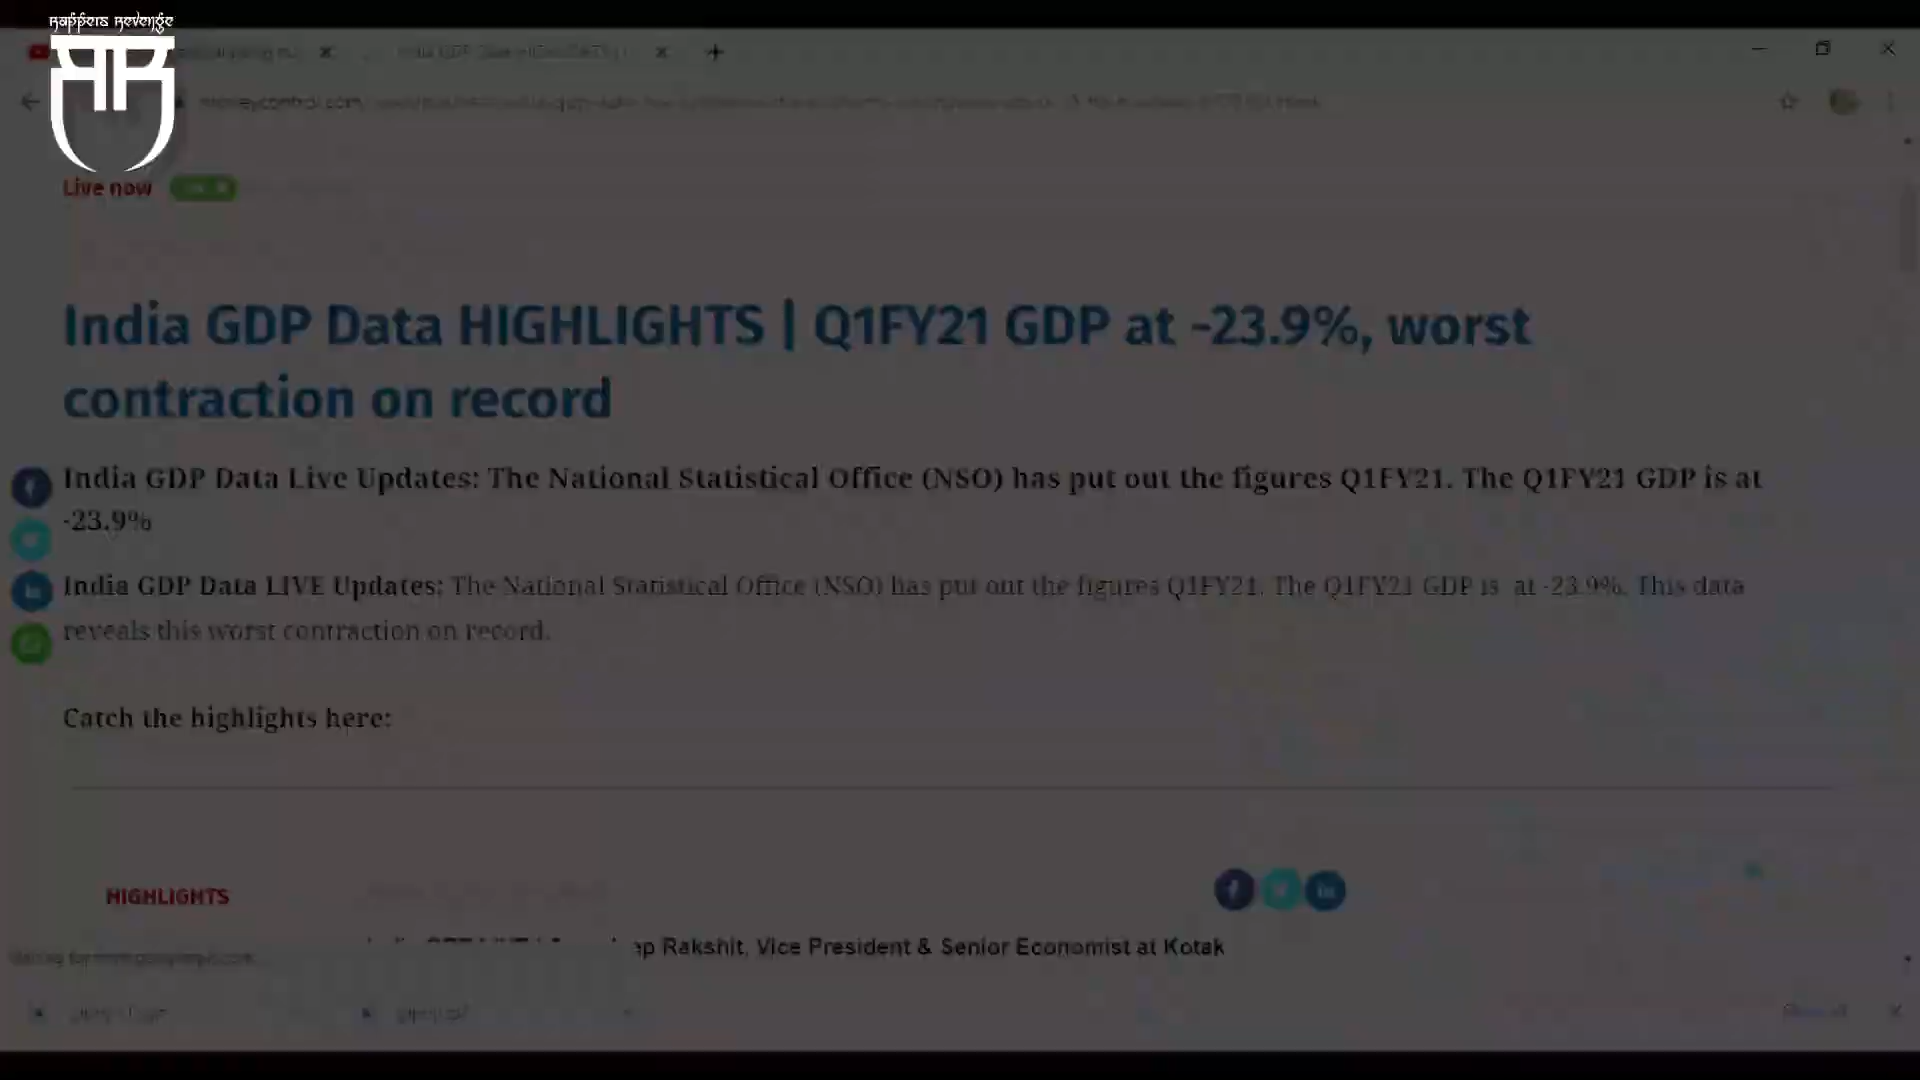 Rappers Revenge
moneycontrol.com
Live now
India GDP Data HIGHLIGHTS | Q1FY21 GDP at -23.9%, worst
contraction on record
India GDP Data Live Updates: The National Statistical Office (NSO) has put out the figures Q1FY21. The Q1FY21 GDP is at
-23.9%
India GDP Data LIVE Updates: The National Statistical Office (NSO) has put out the figures Q1FY21. The Q1FY21 GDP is at -23.9%. This data
reveals this worst contraction on record.
Catch the highlights here:
HIGHLIGHTS
Rakshit, Vice President & Senior Economist at Kotak
Show all